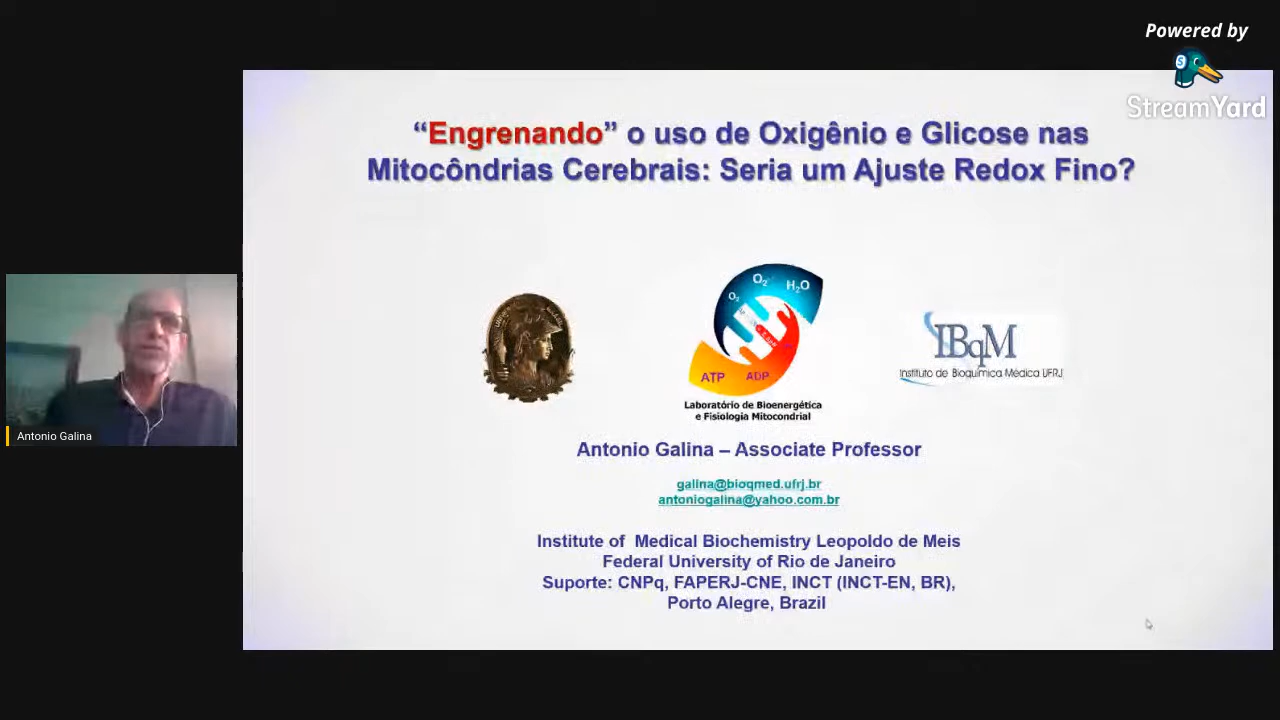 Powered by
StreamYard
“Engrenando” o uso de Oxigênio e Glicose nas
Mitocôndrias Cerebrais: Seria um Ajuste Redox Fino?
O2
O2
H2O
ATP
ADP
Laboratório de Bioenergética
e Fisiologia Mitocondrial
IBqM
Instituto de Bioquímica Médica UFRJ
Antonio Galina
Antonio Galina – Associate Professor
galina@bioqmed.ufrj.br
antoniogalina@yahoo.com.br
Institute of  Medical Biochemistry Leopoldo de Meis
Federal University of Rio de Janeiro
Suporte: CNPq, FAPERJ-CNE, INCT (INCT-EN, BR),
Porto Alegre, Brazil